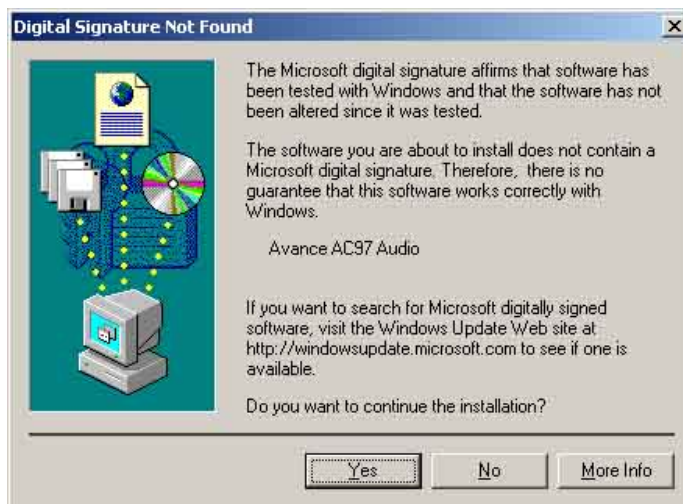 Digital Signature Not Found
The Microsoft digital signature affirms that software has
been tested with Windows and that the software has not
been altered since it was tested.
The software you are about to install does not contain a
Microsoft digital signature. Therefore, there is no
guarantee that this software works correctly with
Windows.
Avance AC97 Audio
If you want to search for Microsoft digitally signed
software, visit the Windows Update Web site at
http://windowsupdate.microsoft.com to see if one is
available.
Do you want to continue the installation?
Yes No More Info